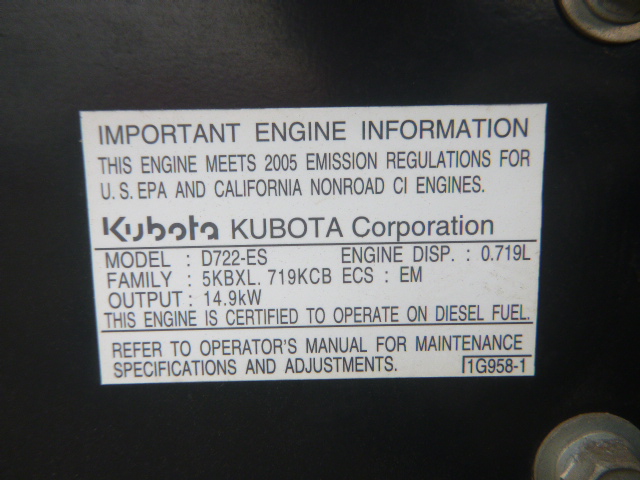 IMPORTANT ENGINE INFORMATION
THIS ENGINE MEETS 2005 EMISSION REGULATIONS FOR
U.S. EPA AND CALIFORNIA NONROAD CI ENGINES.
Kubota KUBOTA Corporation
MODEL : D722-ES ENGINE DISP. : 0.719L
FAMILY : 5KBXL. 719KCB ECS : EM
OUTPUT : 14.9kW
THIS ENGINE IS CERTIFIED TO OPERATE ON DIESEL FUEL.
REFER TO OPERATOR'S MANUAL FOR MAINTENANCE
SPECIFICATIONS AND ADJUSTMENTS. 1G958-1